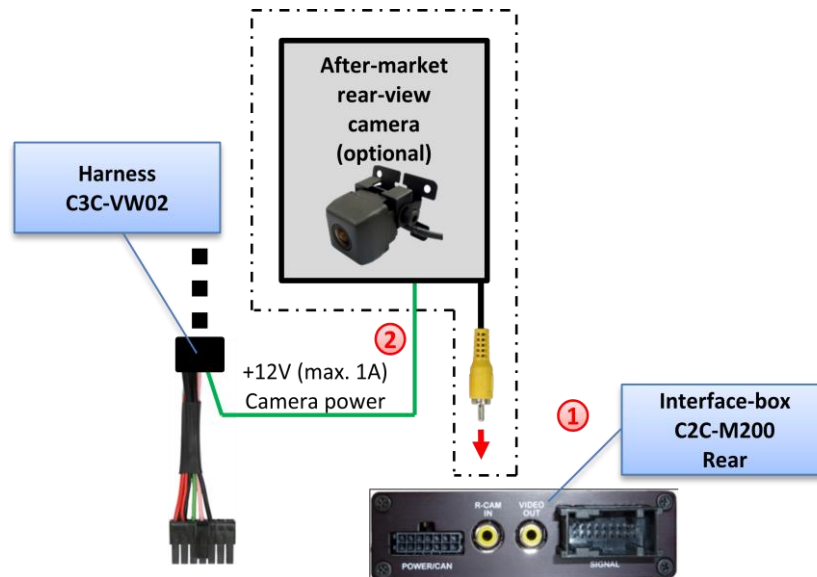 After-market
rear-view
camera
(optional)
Harness
C3C-VW02
2
+12V (max. 1A)
Camera power
1
Interface-box
C2C-M200
Rear
R-CAM
IN
VIDEO
OUT
POWER/CAN
SIGNAL